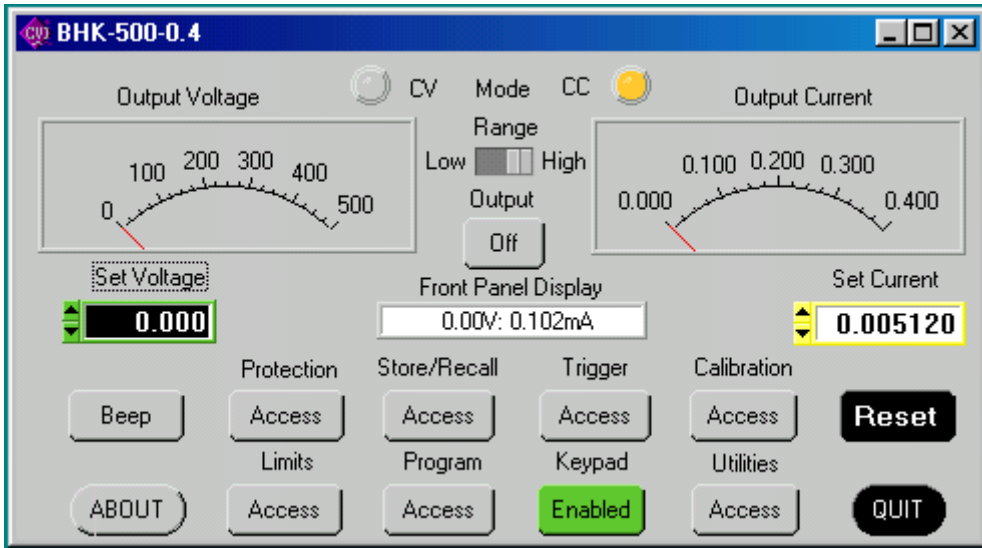 CVI BHK-500-0.4
Output Voltage CV Mode CC Output Current
Range
Low High
0 100 200 300 400 500
0.000 0.100 0.200 0.300 0.400
Output
Off
Set Voltage Front Panel Display Set Current
0.000 0.00V: 0.102mA 0.005120
Protection Store/Recall Trigger Calibration
Beep Access Access Access Access Reset
Limits Program Keypad Utilities
ABOUT Access Access Enabled Access QUIT